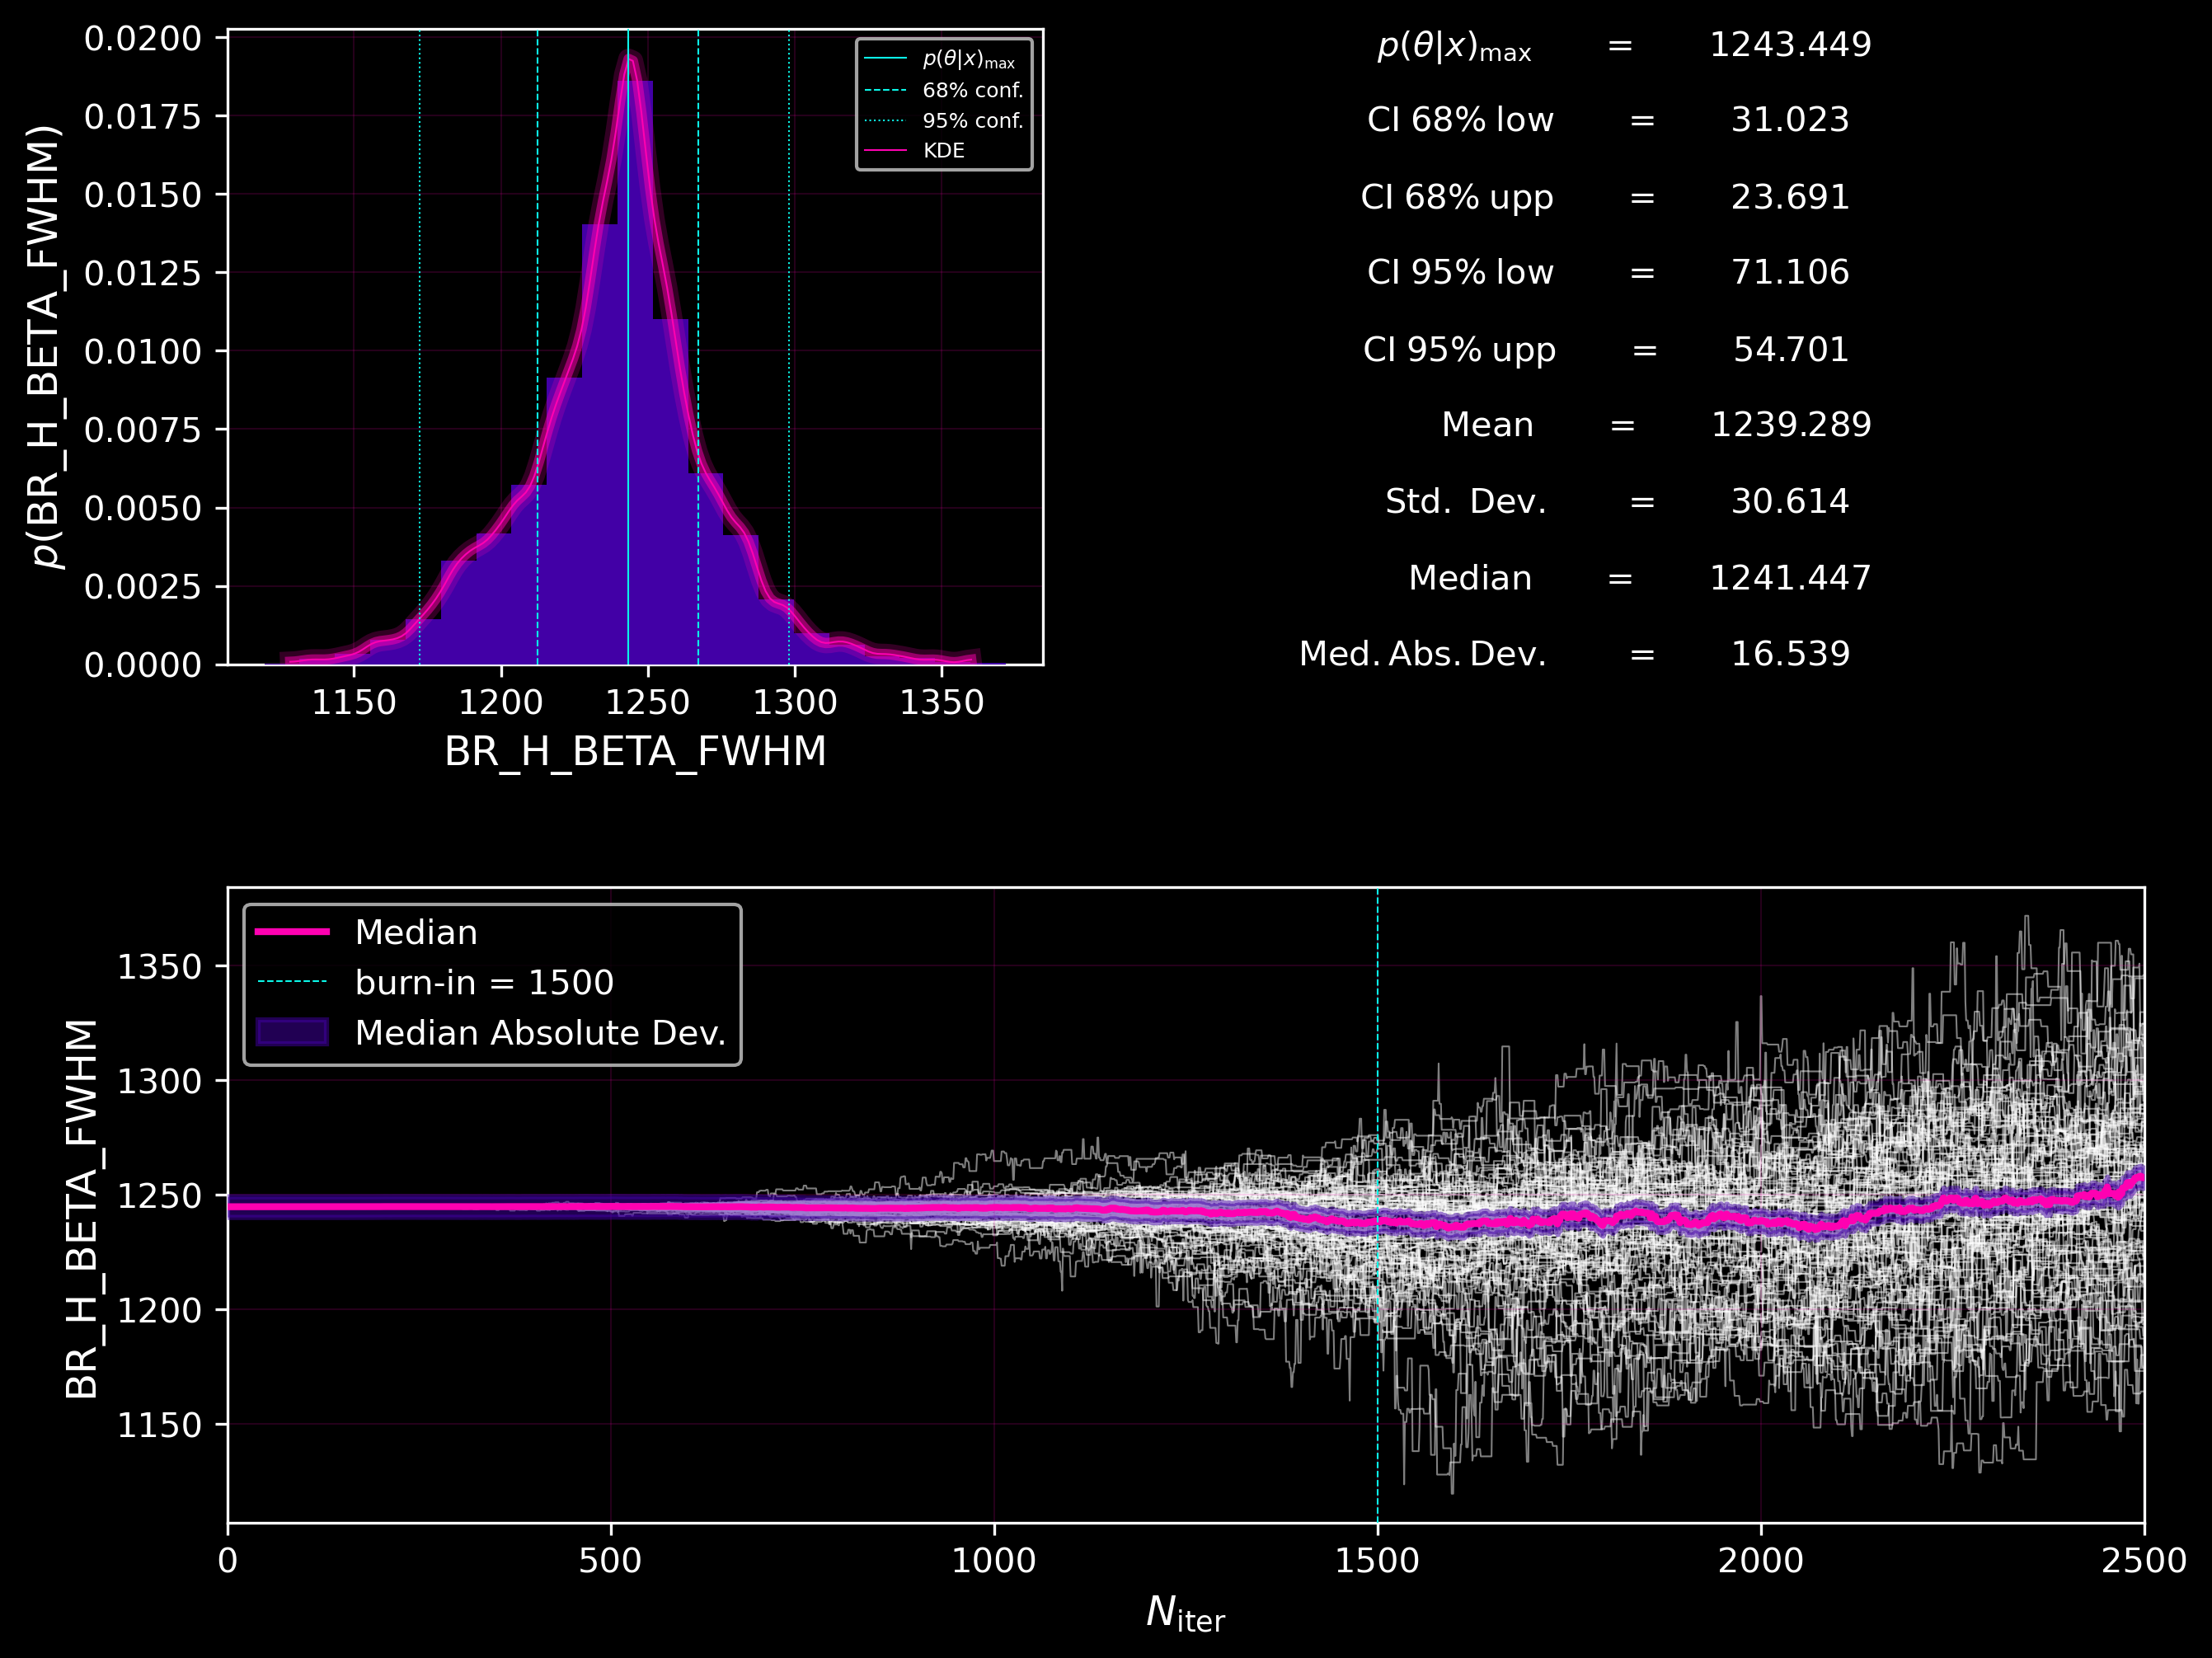 0.0200
0.0175
0.0150
0.0125
0.0100
0.0075
0.0050
0.0025
0.0000
p(BR_H_BETA_FWHM)
1150 1200 1250 1300 1350
BR_H_BETA_FWHM
p(θ|x)max
68% conf.
95% conf.
KDE
p(θ|x)max = 1243.449
CI 68% low = 31.023
CI 68% upp = 23.691
CI 95% low = 71.106
CI 95% upp = 54.701
Mean = 1239.289
Std. Dev. = 30.614
Median = 1241.447
Med. Abs. Dev. = 16.539
Median
burn-in = 1500
Median Absolute Dev.
1350
1300
1250
1200
1150
BR_H_BETA_FWHM
0 500 1000 1500 2000 2500
Niter